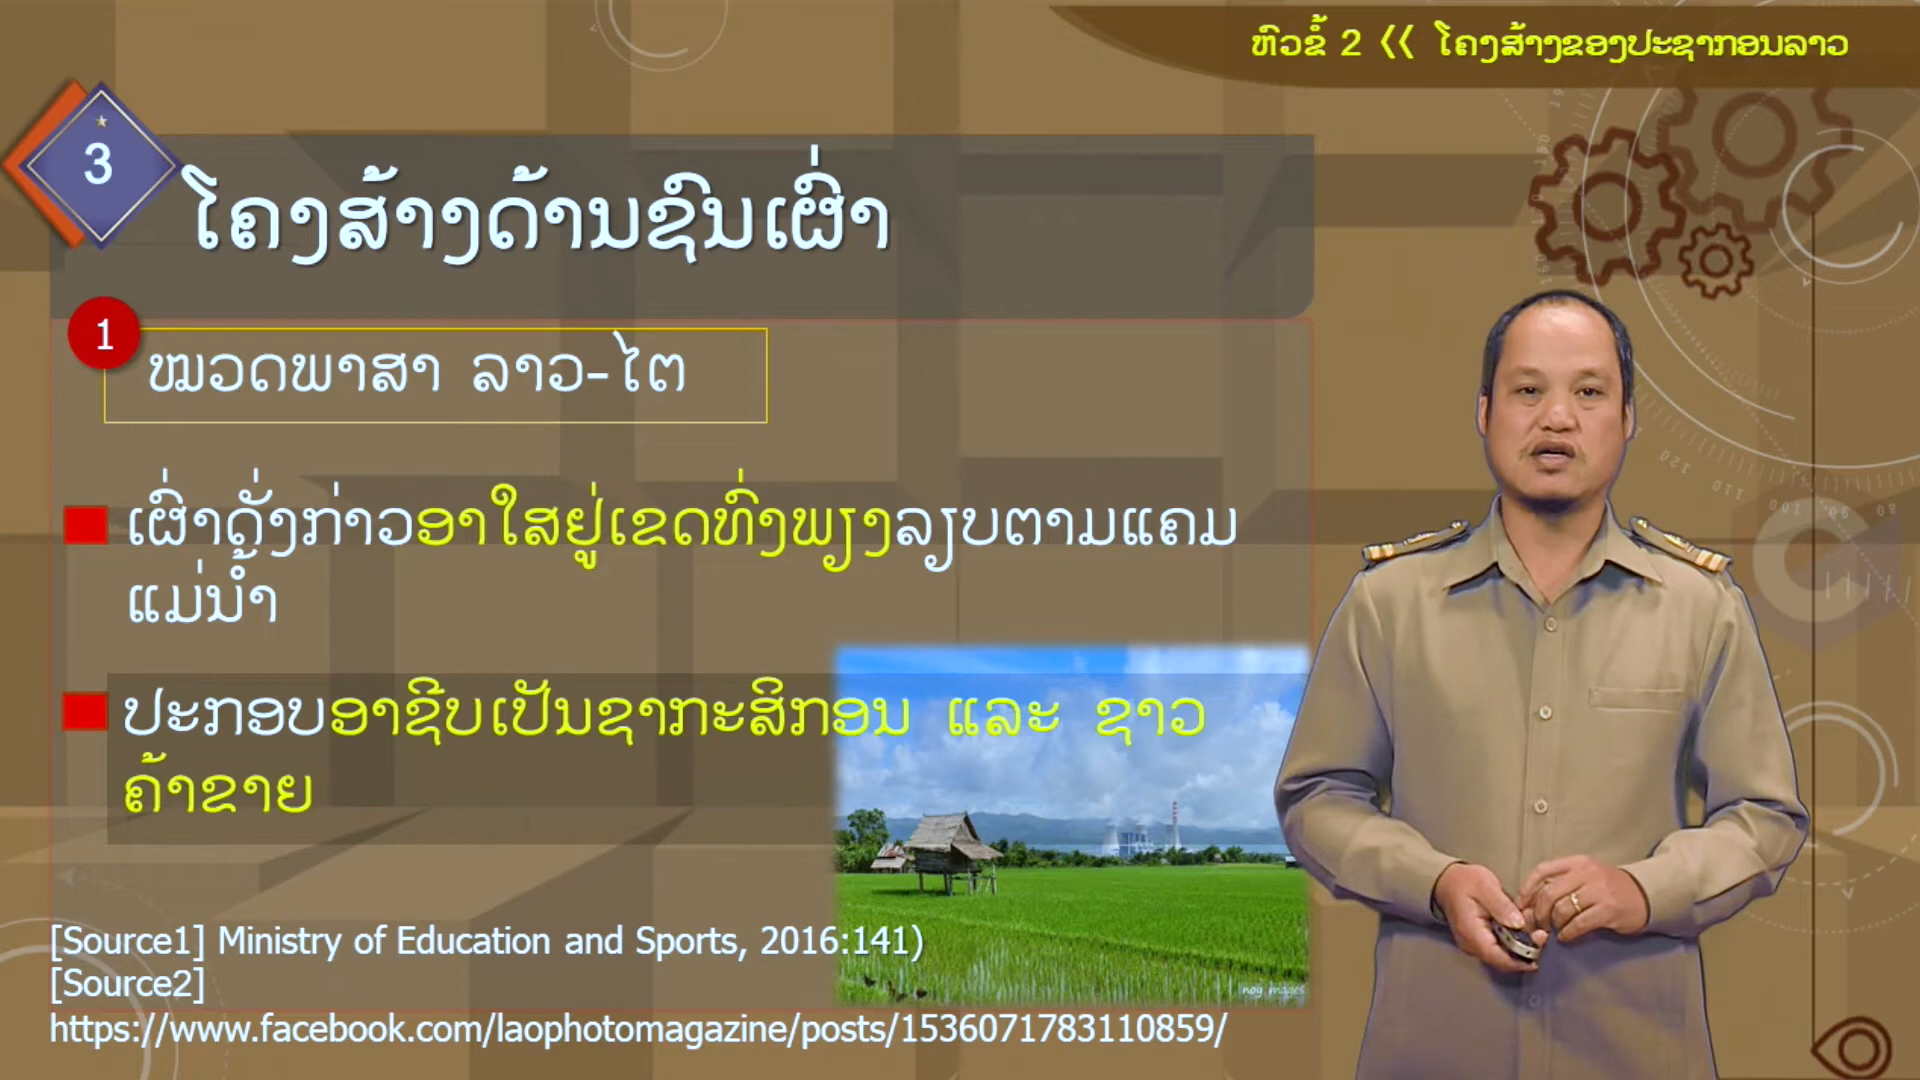 ຫົວຂໍ້ 2 << ໂຄງສ້າງຂອງປະຊາກອນລາວ
3
ໂຄງສ້າງດ້ານຊົນເຜົ່າ
1
ໝວດພາສາ ລາວ-ໄຕ
ເຜົ່າດັ່ງກ່າວອາໃສຢູ່ເຂດທົ່ງພຽງລຽບຕາມແຄມ
ແມ່ນ້ຳ
ປະກອບອາຊີບເປັນຊາກະສິກອນ ແລະ ຊາວ
ຄ້າຂາຍ
[Source1] Ministry of Education and Sports, 2016:141)
[Source2]
https://www.facebook.com/laophotomagazine/posts/1536071783110859/